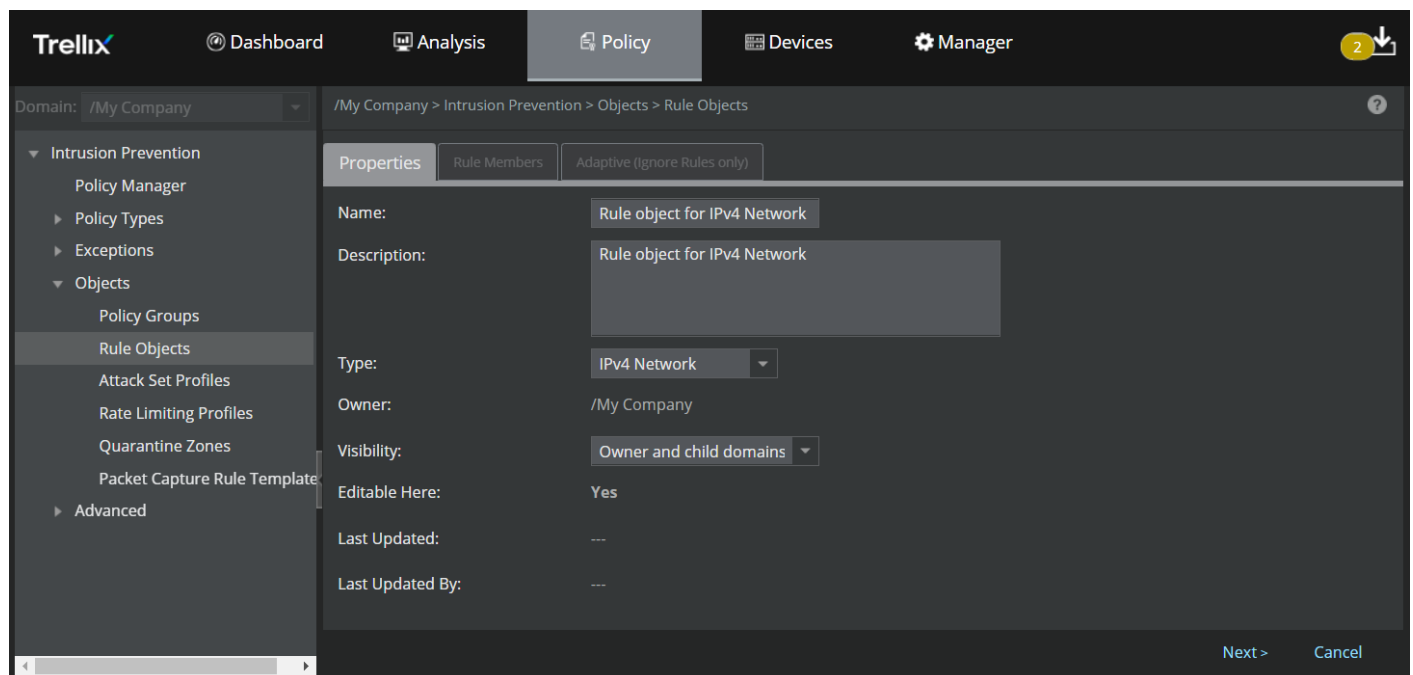 Trellix Dashboard Analysis Policy Devices Manager 2
Domain: /My Company /My Company > Intrusion Prevention > Objects > Rule Objects ?
Intrusion Prevention
Policy Manager
Policy Types
Exceptions
Objects
Policy Groups
Rule Objects
Attack Set Profiles
Rate Limiting Profiles
Quarantine Zones
Packet Capture Rule Template
Advanced
Properties Rule Members Adaptive (Ignore Rules only)
Name: Rule object for IPv4 Network
Description: Rule object for IPv4 Network
Type: IPv4 Network
Owner: /My Company
Visibility: Owner and child domains
Editable Here: Yes
Last Updated: ---
Last Updated By: ---
Next > Cancel